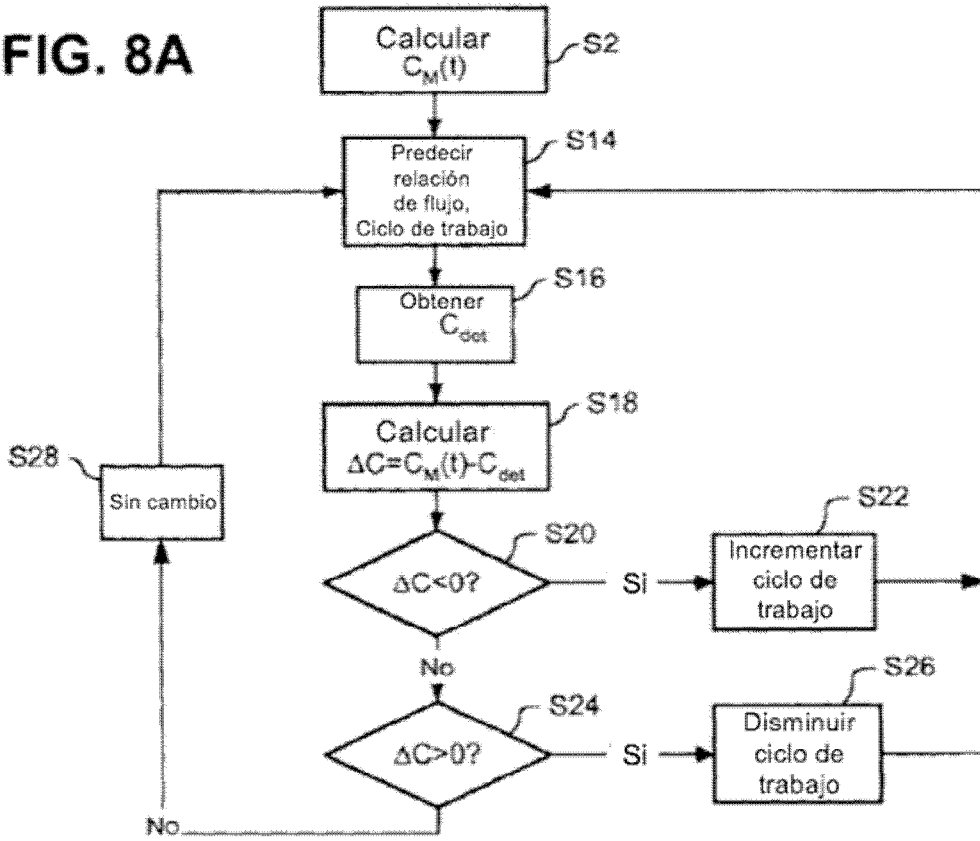 FIG. 8A
Calcular
C_M(t)
S2
Predecir
relación
de flujo,
Ciclo de trabajo
S14
Obtener
C_det
S16
Calcular
ΔC=C_M(t)-C_det
S18
S28
Sin cambio
ΔC<0?
S20
Si
Incrementar
ciclo de
trabajo
S22
No
ΔC>0?
S24
Si
Disminuir
ciclo de
trabajo
S26
No